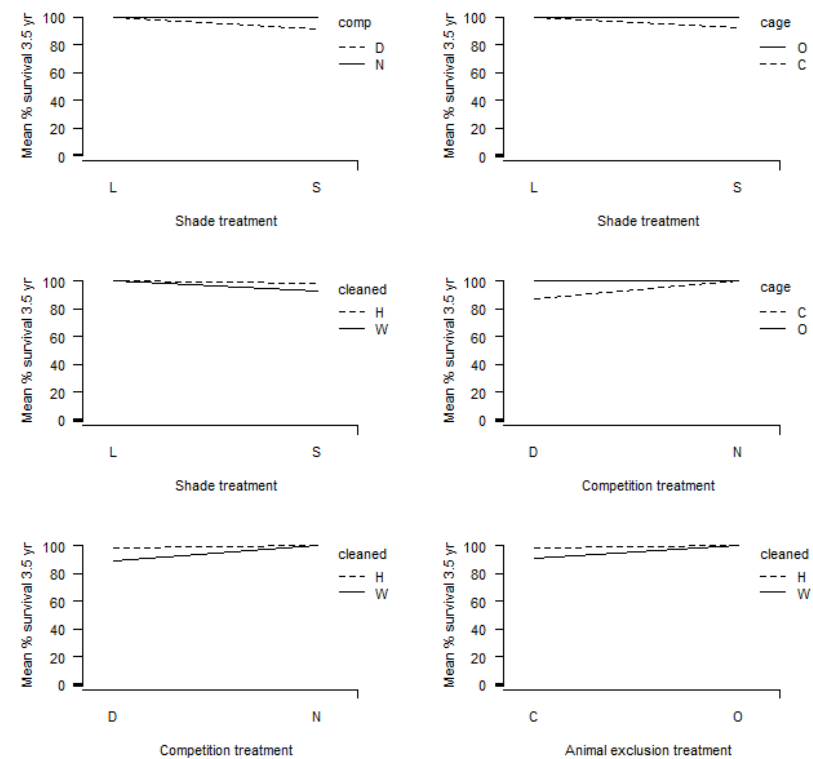 Mean % survival 3.5 yr
100
80
60
40
20
0
L S
Shade treatment
comp
D
N
Mean % survival 3.5 yr
100
80
60
40
20
0
L S
Shade treatment
cage
O
C
Mean % survival 3.5 yr
100
80
60
40
20
0
L S
Shade treatment
cleaned
H
W
Mean % survival 3.5 yr
100
80
60
40
20
0
D N
Competition treatment
cage
C
O
Mean % survival 3.5 yr
100
80
60
40
20
0
D N
Competition treatment
cleaned
H
W
Mean % survival 3.5 yr
100
80
60
40
20
0
C O
Animal exclusion treatment
cleaned
H
W